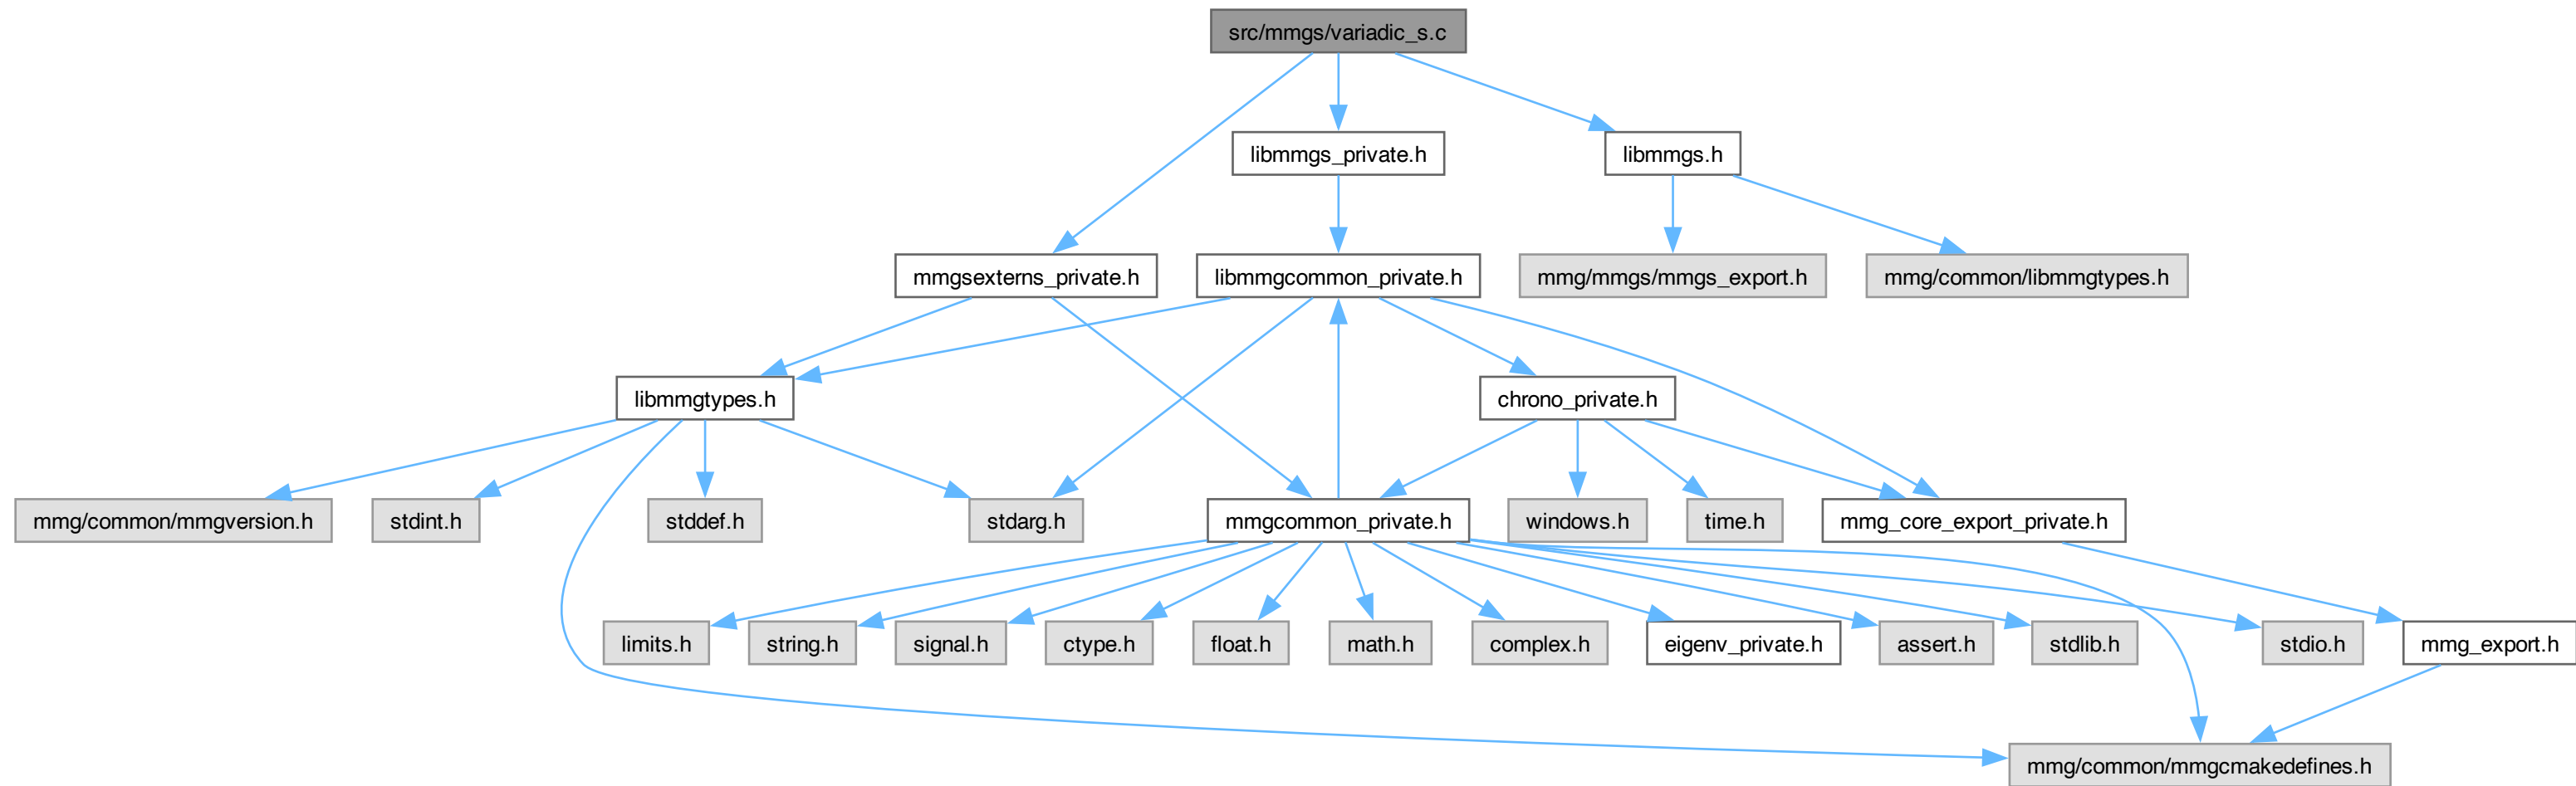 src/mmgs/variadic_s.c
libmmgs_private.h
libmmgs.h
mmgsexterns_private.h
libmmgcommon_private.h
mmg/mmgs/mmgs_export.h
mmg/common/libmmgtypes.h
libmmgtypes.h
chrono_private.h
mmg/common/mmgversion.h
stdint.h
stddef.h
stdarg.h
mmgcommon_private.h
windows.h
time.h
mmg_core_export_private.h
limits.h
string.h
signal.h
ctype.h
float.h
math.h
complex.h
eigenv_private.h
assert.h
stdlib.h
stdio.h
mmg_export.h
mmg/common/mmgcmakedefines.h